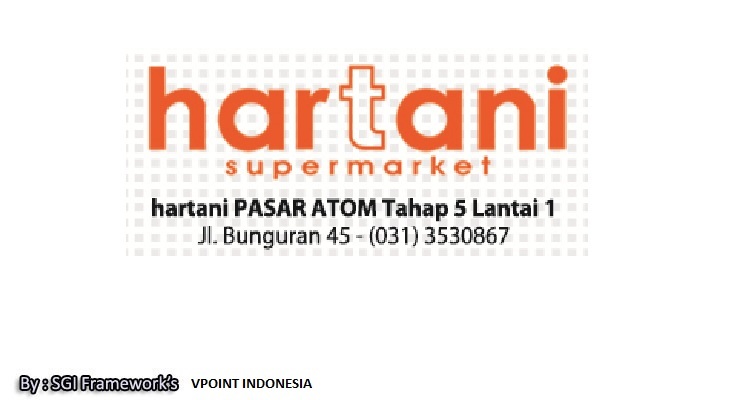 hartani
supermarket
hartani PASAR ATOM Tahap 5 Lantai 1
Jl. Bunguran 45 - (031) 3530867
By : SGI Framework's VPOINT INDONESIA